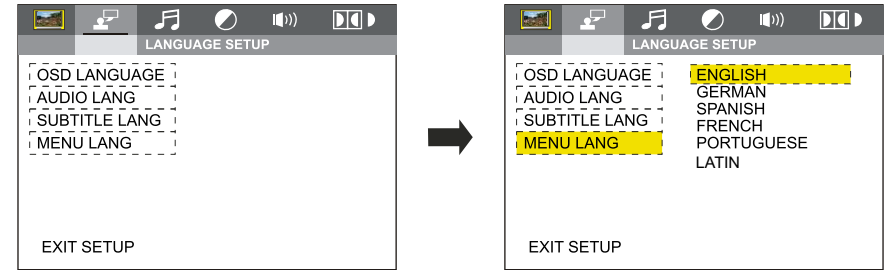 LANGUAGE SETUP
OSD LANGUAGE
AUDIO LANG
SUBTITLE LANG
MENU LANG
EXIT SETUP
LANGUAGE SETUP
OSD LANGUAGE
AUDIO LANG
SUBTITLE LANG
MENU LANG
ENGLISH
GERMAN
SPANISH
FRENCH
PORTUGUESE
LATIN
EXIT SETUP